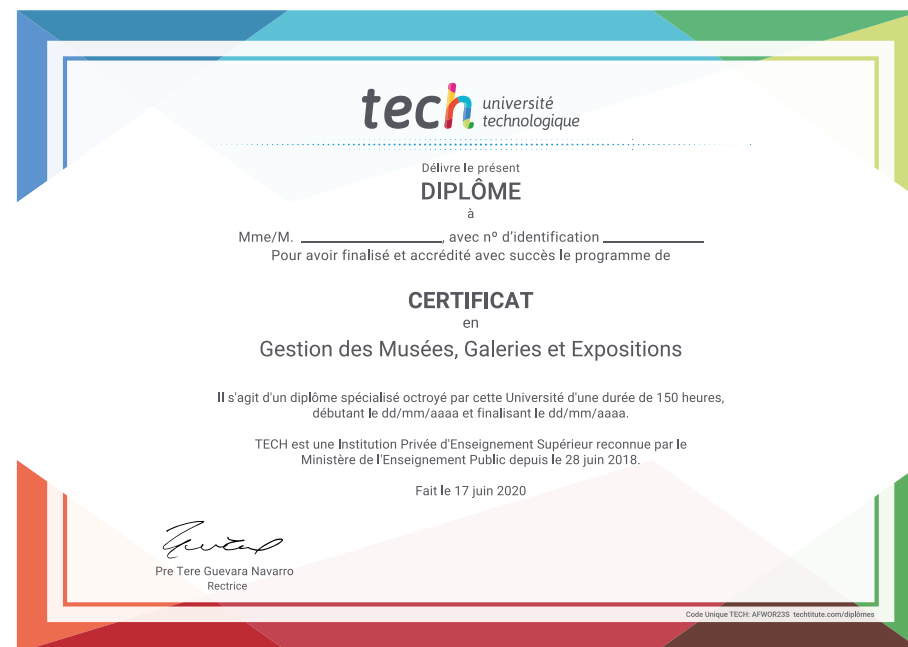 tech université
technologique
Délivre le présent
DIPLÔME
à
Mme/M. ____________________, avec nº d'identification ______________
Pour avoir finalisé et accrédité avec succès le programme de
CERTIFICAT
en
Gestion des Musées, Galeries et Expositions
Il s'agit d'un diplôme spécialisé octroyé par cette Université d'une durée de 150 heures,
débutant le dd/mm/aaaa et finalisant le dd/mm/aaaa.
TECH est une Institution Privée d'Enseignement Supérieur reconnue par le
Ministère de l'Enseignement Public depuis le 28 juin 2018.
Fait le 17 juin 2020
Pre Tere Guevara Navarro
Rectrice
Code Unique TECH: AFWOR23S techtitute.com/diplômes